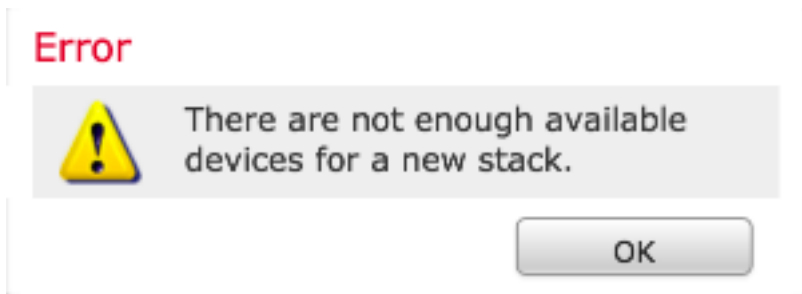 Error
There are not enough available
devices for a new stack.
OK